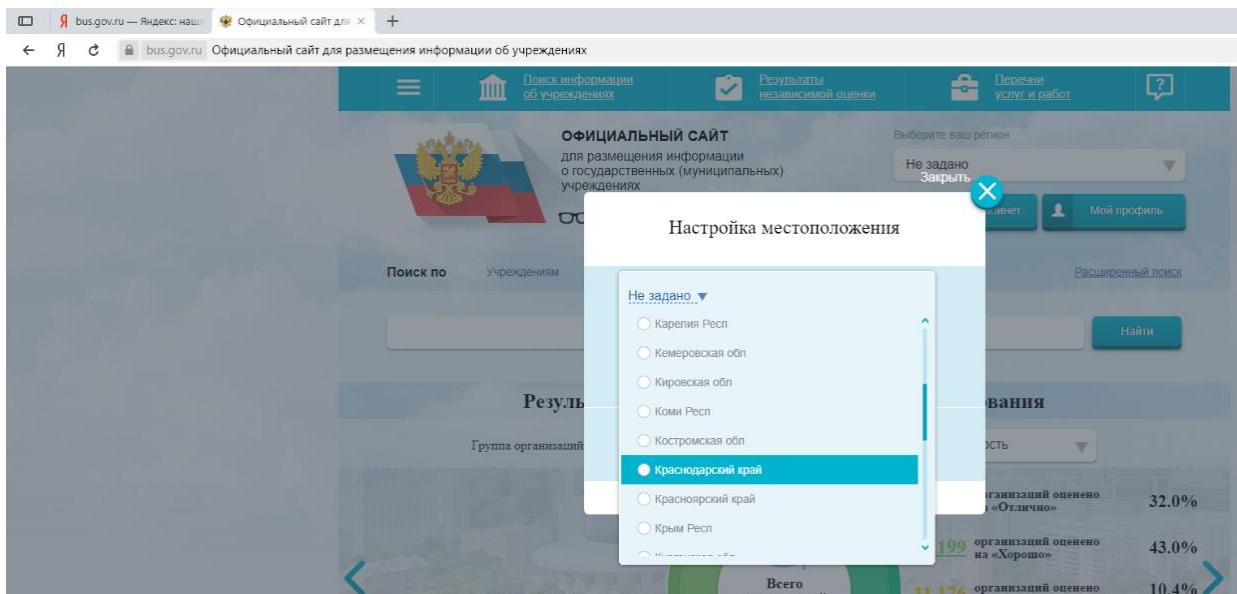 bus.gov.ru — Яндекс: наш
Официальный сайт для
bus.gov.ru Официальный сайт для размещения информации об учреждениях
Поиск информации
об учреждениях
Результаты
независимой оценки
Перечни
услуг и работ
ОФИЦИАЛЬНЫЙ САЙТ
для размещения информации
о государственных (муниципальных)
учреждениях
Выберите ваш регион
Не задано
Закрыть
Мой профиль
Настройка местоположения
Поиск по
Учреждениям
Расширенный поиск
Не задано
Карелия Респ
Кемеровская обл
Кировская обл
Коми Респ
Костромская обл
Краснодарский край
Красноярский край
Крым Респ
Найти
Группа организаций
32.0%
199 организаций оценено
на «Хорошо»
43.0%
Всего
11 176 организаций оценено
10.4%